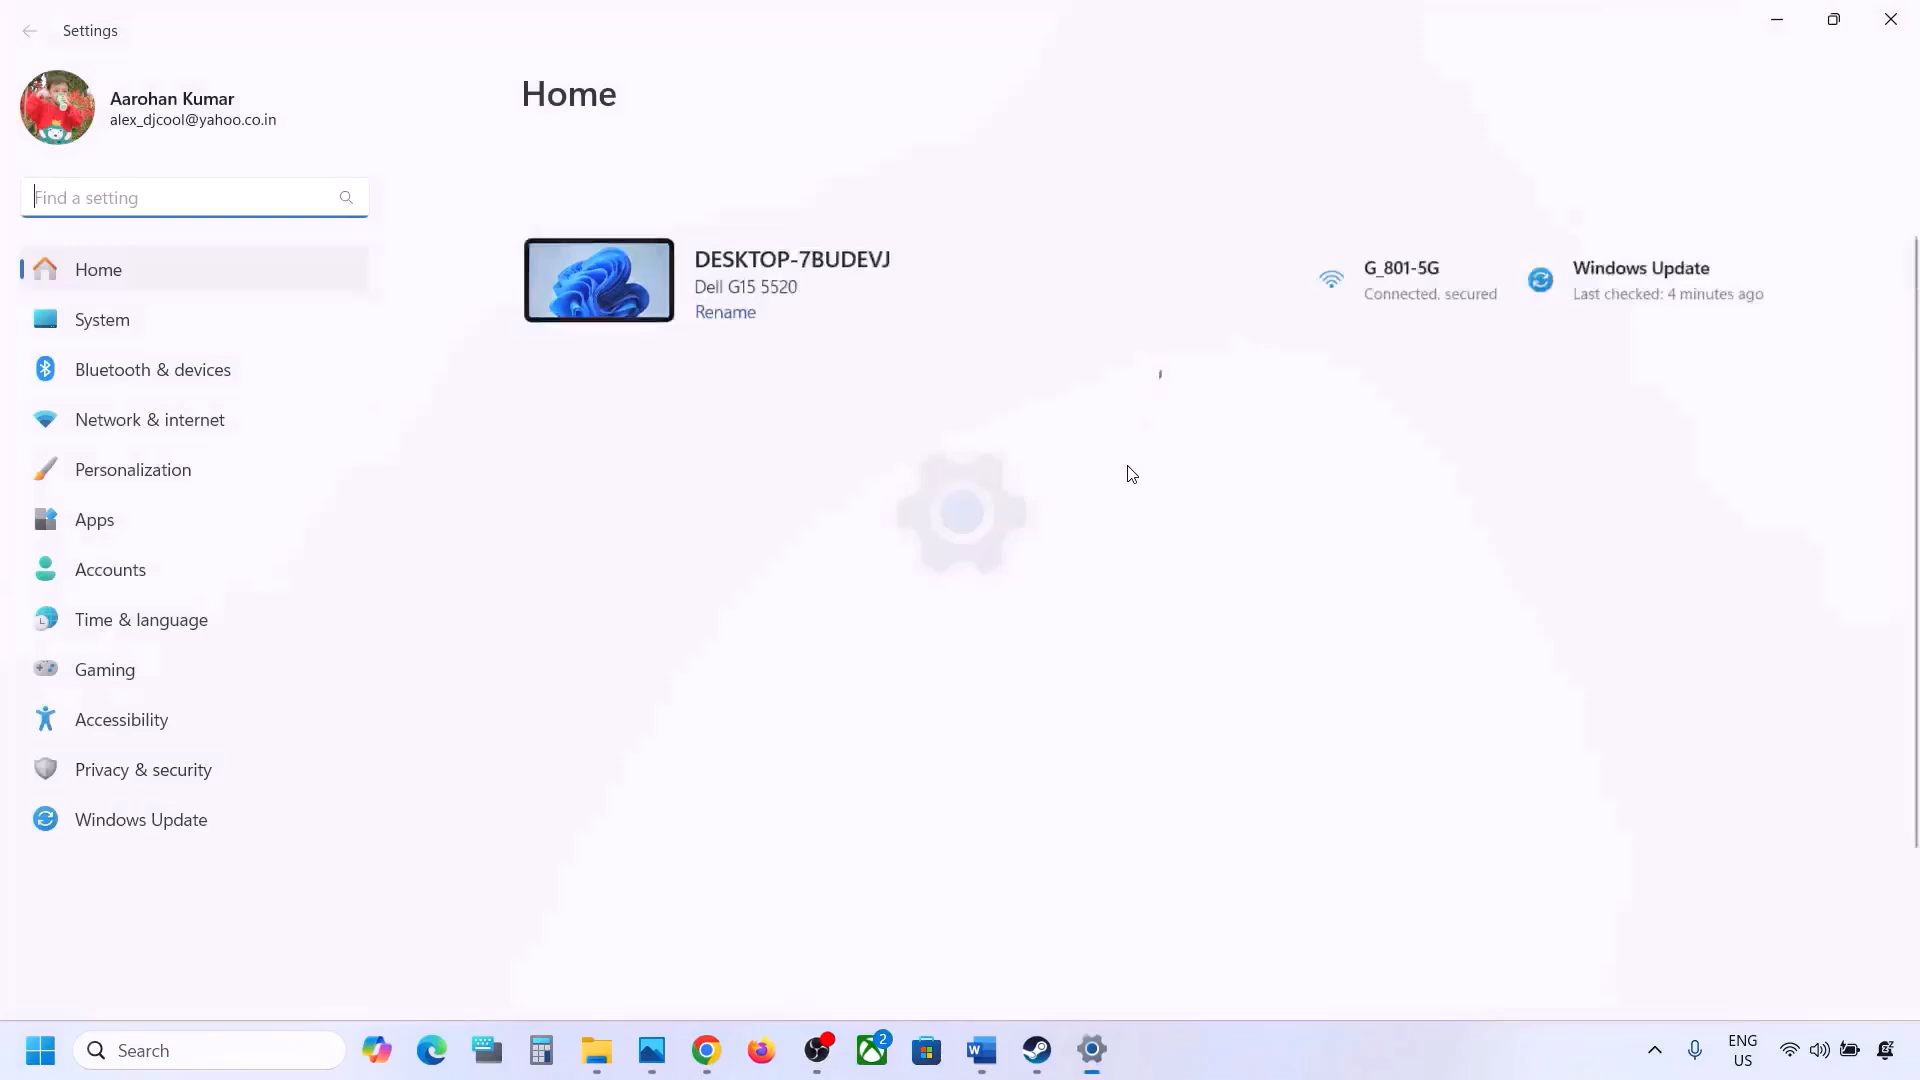 Settings
Aarohan Kumar
alex_djcool@yahoo.co.in
Find a setting
Home
System
Bluetooth & devices
Network & internet
Personalization
Apps
Accounts
Time & language
Gaming
Accessibility
Privacy & security
Windows Update
Home
DESKTOP-7BUDEVJ
Dell G15 5520
Rename
G_801-5G
Connected, secured
Windows Update
Last checked: 4 minutes ago
Search
2
ENG
US